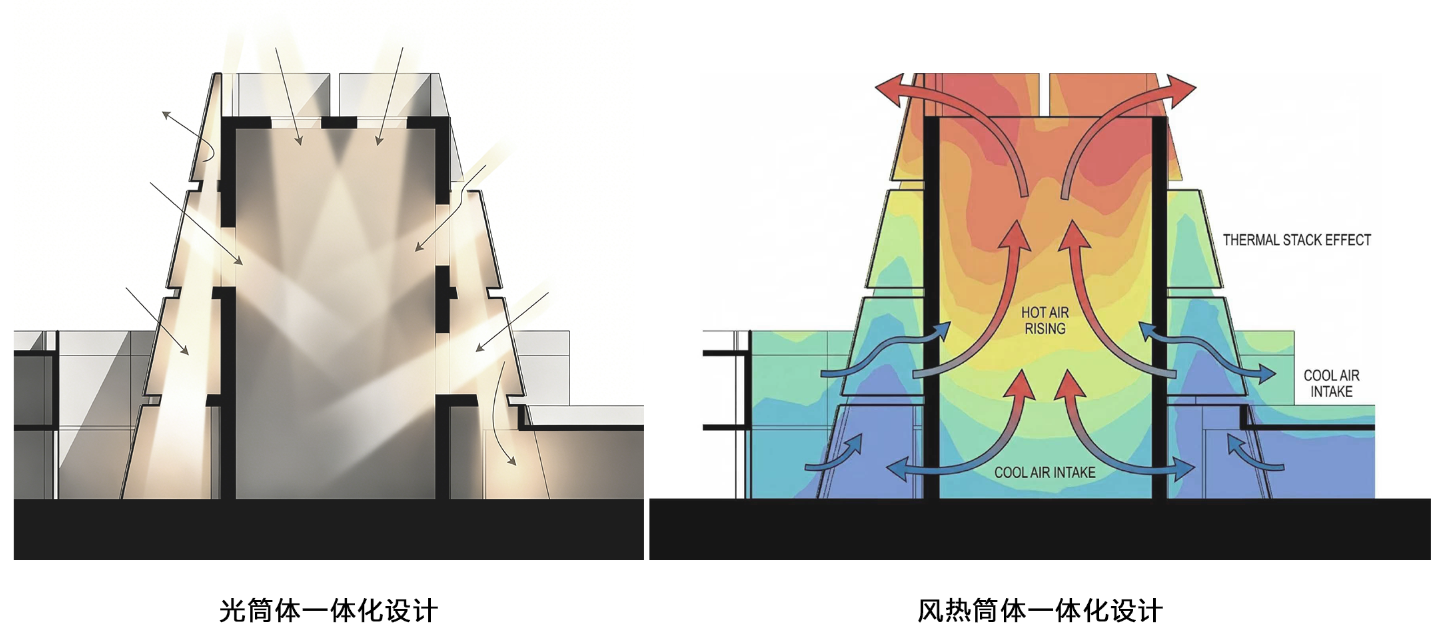 THERMAL STACK EFFECT
HOT AIR
RISING
COOL AIR
INTAKE
COOL AIR INTAKE
光筒体一体化设计
风热筒体一体化设计